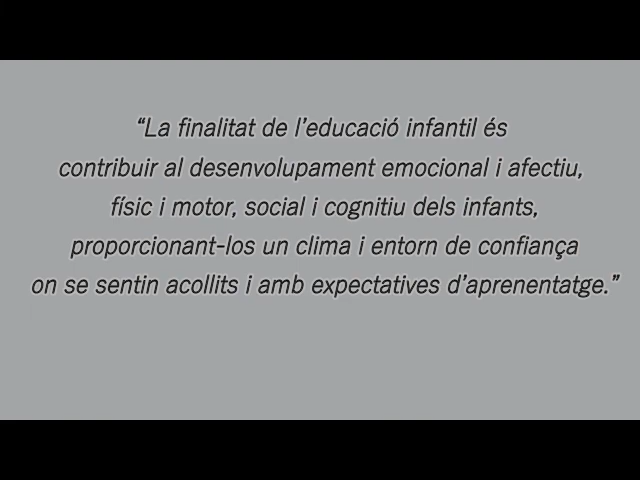 “La finalitat de l’educació infantil és
contribuir al desenvolupament emocional i afectiu,
físic i motor, social i cognitiu dels infants,
proporcionant-los un clima i entorn de confiança
on se sentin acollits i amb expectatives d’aprenentatge.”